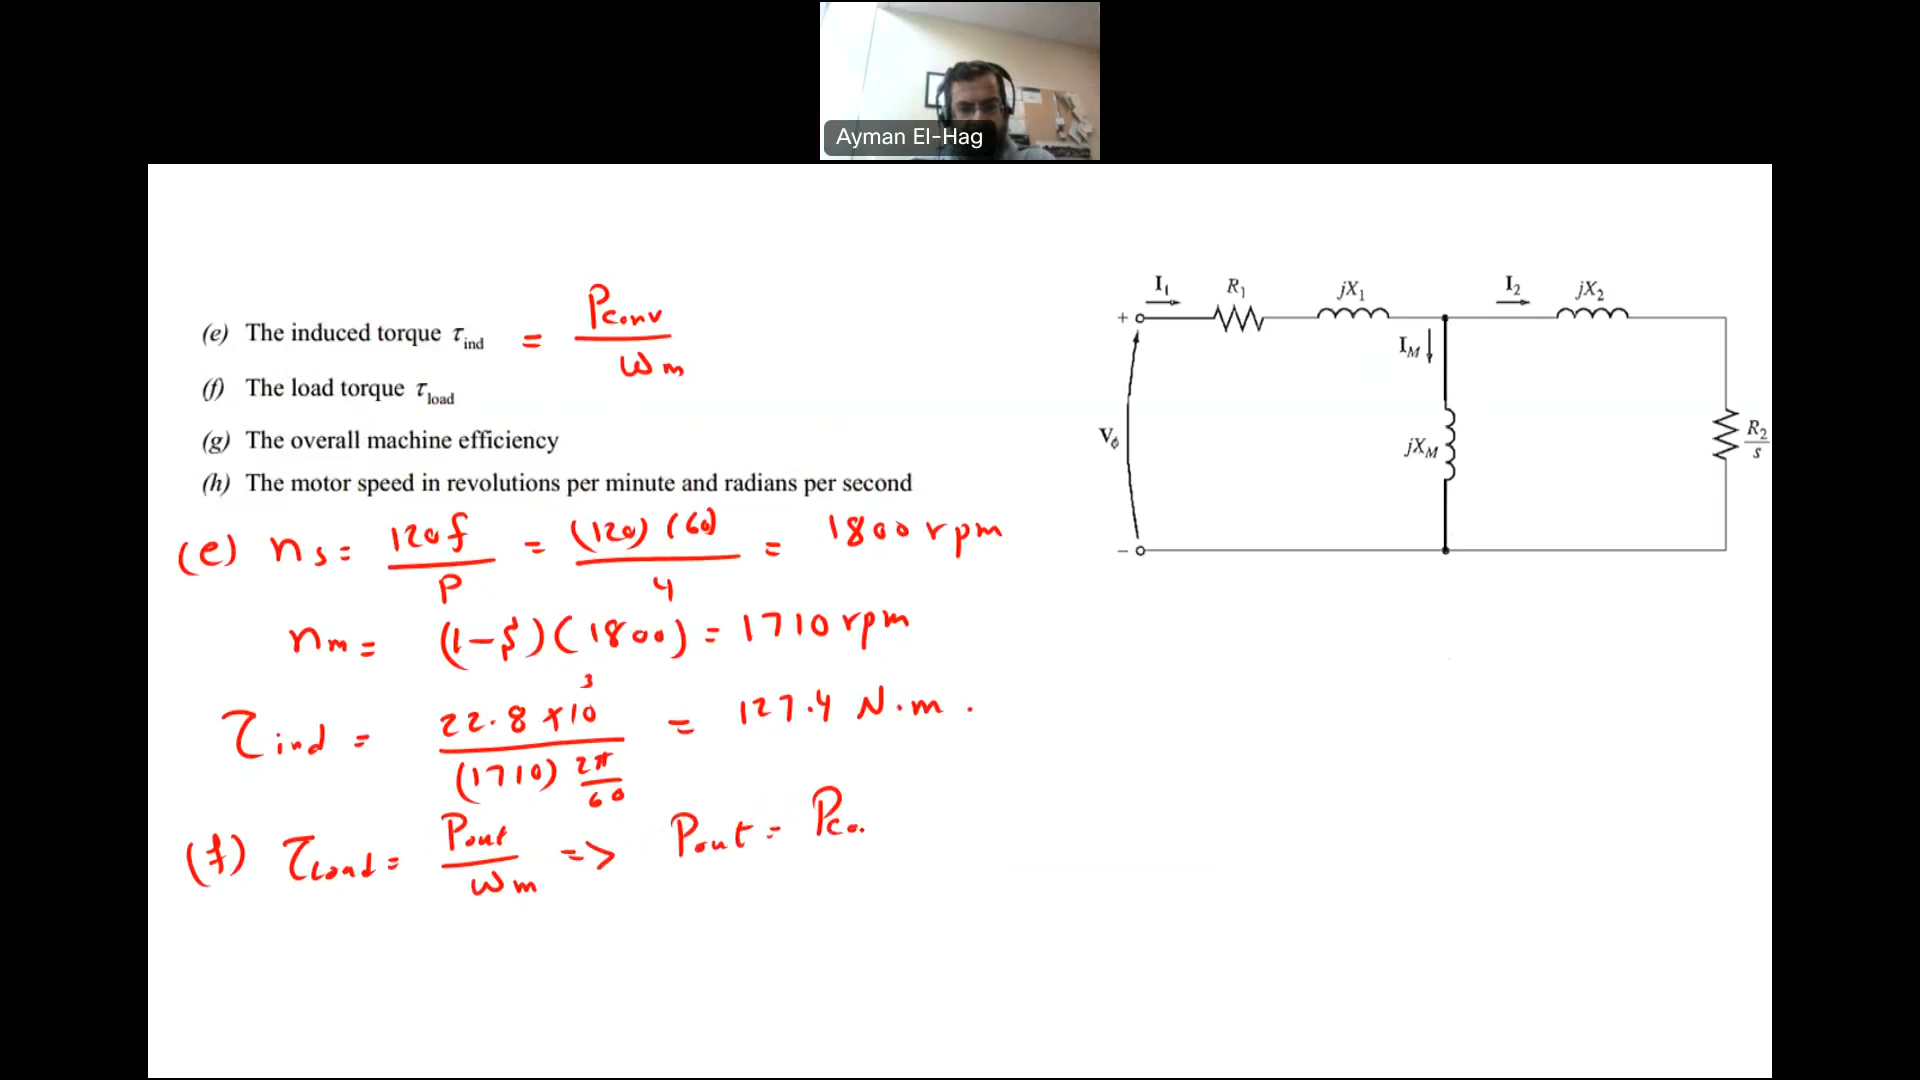 Ayman El-Hag
(e) The induced torque τind = Pconv / ωm
(f) The load torque τload
(g) The overall machine efficiency
(h) The motor speed in revolutions per minute and radians per second
(e) ns = 120f / P = (120)(60) / 4 = 1800 rpm
nm = (1-s)(1800) = 1710 rpm
τind = 22.8 × 10³ / (1710) 2π/60 = 127.4 N.m.
(f) τLoad = Pout / ωm => Pout = Pco.
I1 R1 jX1 I2 jX2
+
IM
Vϕ jXM R2/s
–